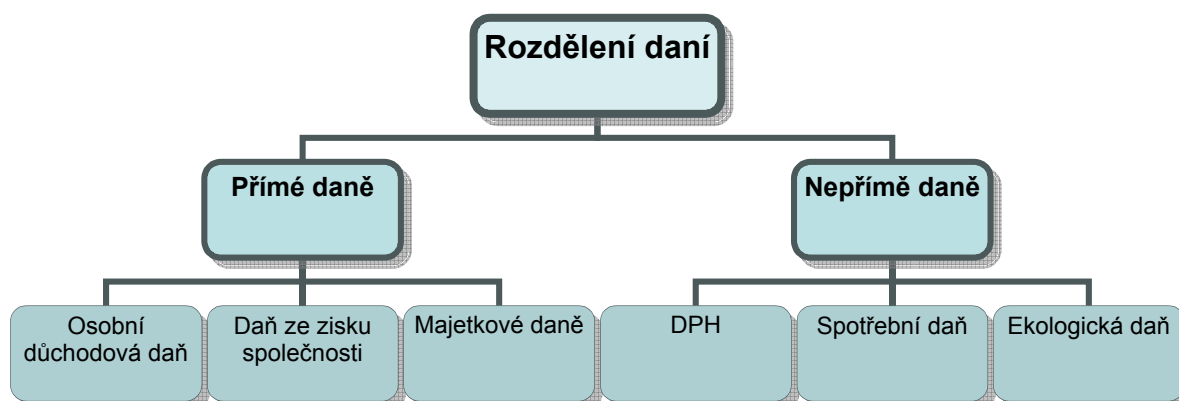 Rozdělení daní
Přímé daně
Nepřímě daně
Osobní
důchodová daň
Daň ze zisku
společnosti
Majetkové daně
DPH
Spotřební daň
Ekologická daň